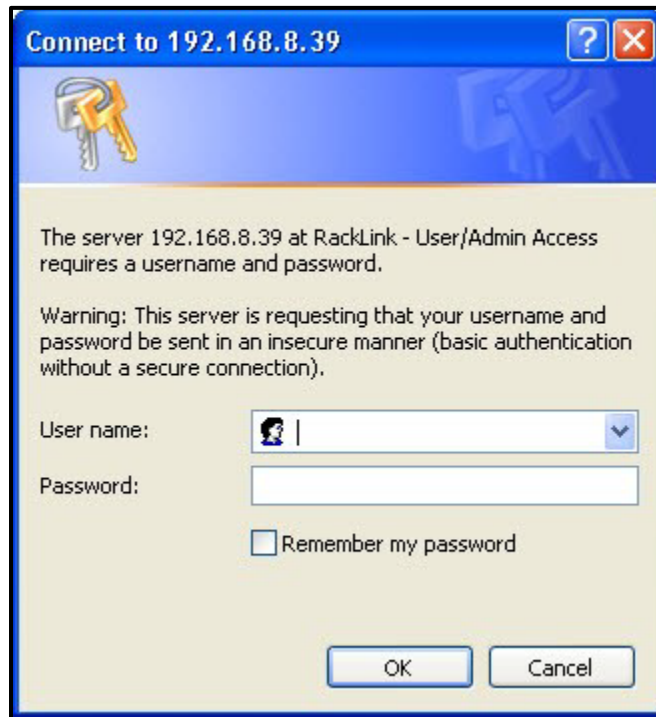 Connect to 192.168.8.39
The server 192.168.8.39 at RackLink - User/Admin Access
requires a username and password.
Warning: This server is requesting that your username and
password be sent in an insecure manner (basic authentication
without a secure connection).
User name:
Password:
Remember my password
OK Cancel